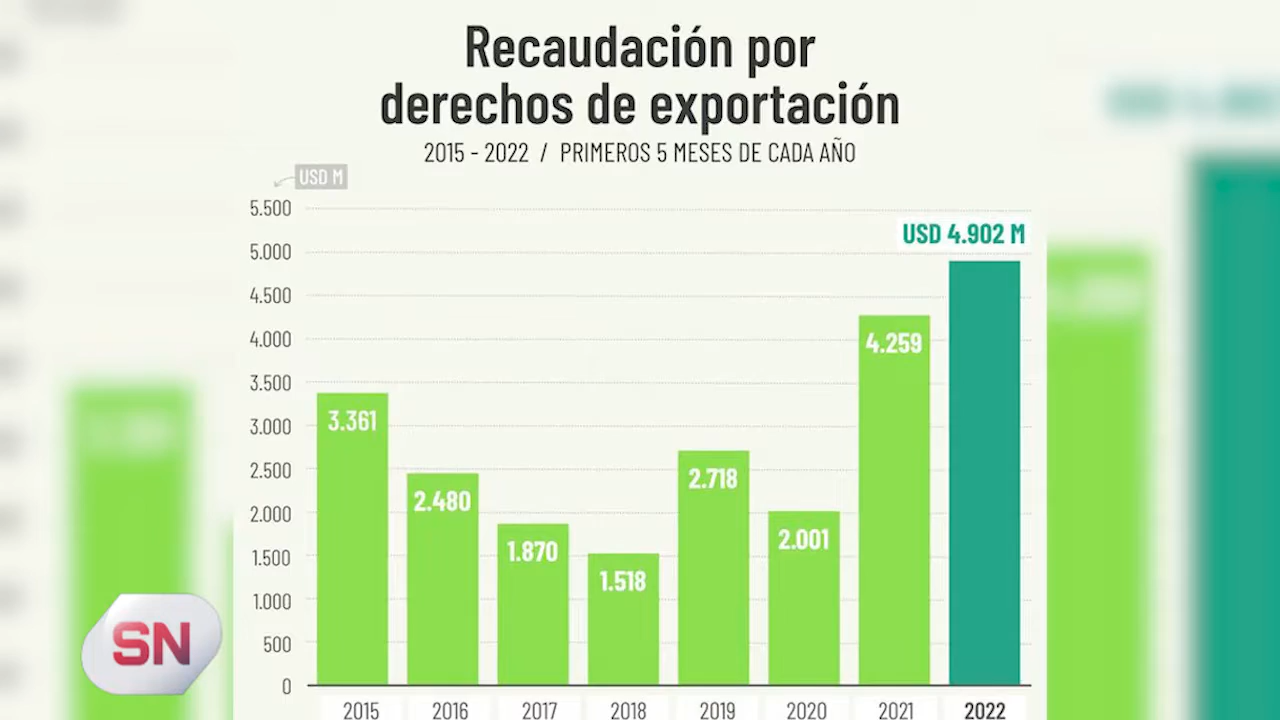 Recaudación por
derechos de exportación
2015 - 2022 / PRIMEROS 5 MESES DE CADA AÑO
USD M
5.500
5.000
4.500
4.000
3.500
3.000
2.500
2.000
1.500
1.000
500
0
3.361
2.480
1.870
1.518
2.718
2.001
4.259
USD 4.902 M
2015 2016 2017 2018 2019 2020 2021 2022
SN